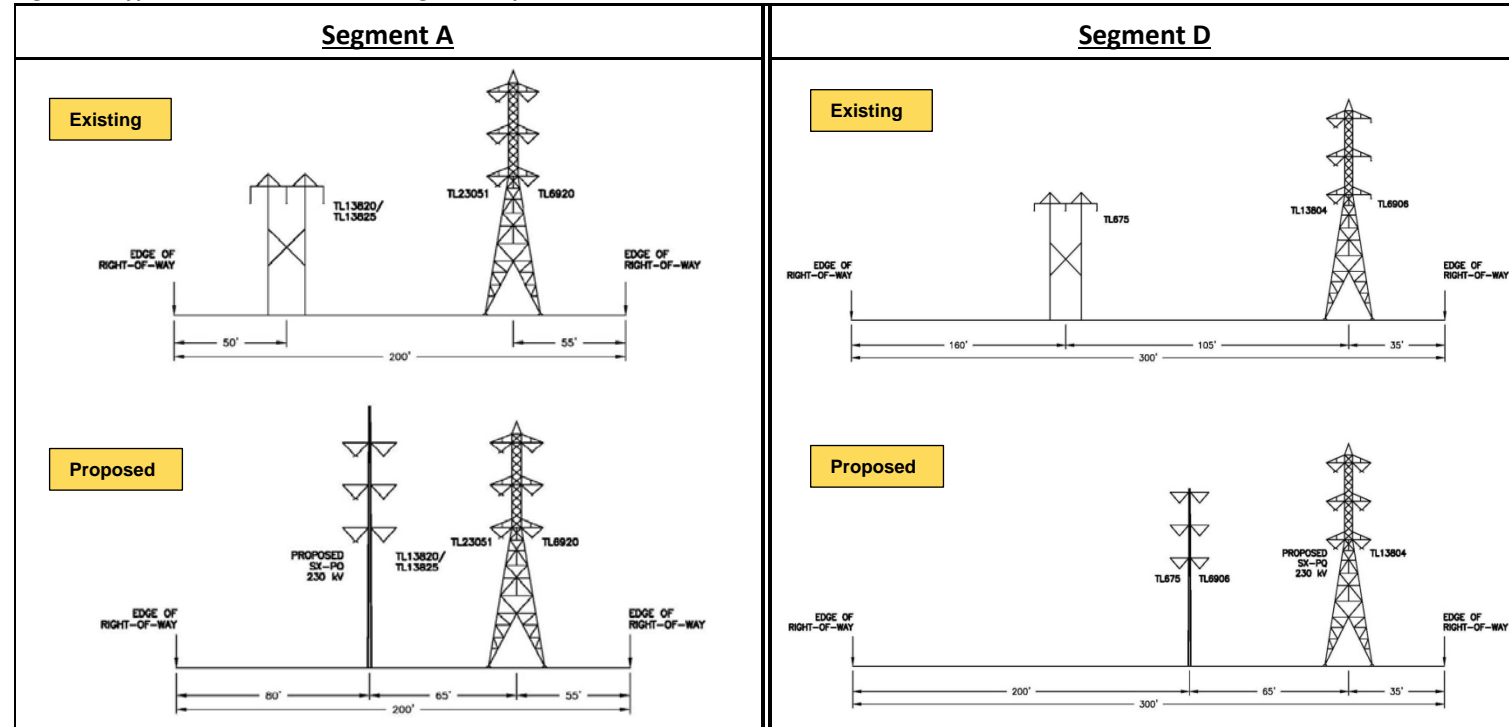 Segment A
Existing
TL13820/
TL13825
TL23051
TL6920
EDGE OF
RIGHT-OF-WAY
EDGE OF
RIGHT-OF-WAY
50'
55'
200'
Proposed
PROPOSED
SX-PQ
230 kV
TL13820/
TL13825
TL23051
TL6920
EDGE OF
RIGHT-OF-WAY
EDGE OF
RIGHT-OF-WAY
80'
65'
55'
200'
Segment D
Existing
TL675
TL13804
TL6906
EDGE OF
RIGHT-OF-WAY
EDGE OF
RIGHT-OF-WAY
160'
105'
35'
300'
Proposed
TL675
TL6906
PROPOSED
SX-PQ
230 kV
TL13804
EDGE OF
RIGHT-OF-WAY
EDGE OF
RIGHT-OF-WAY
200'
65'
35'
300'